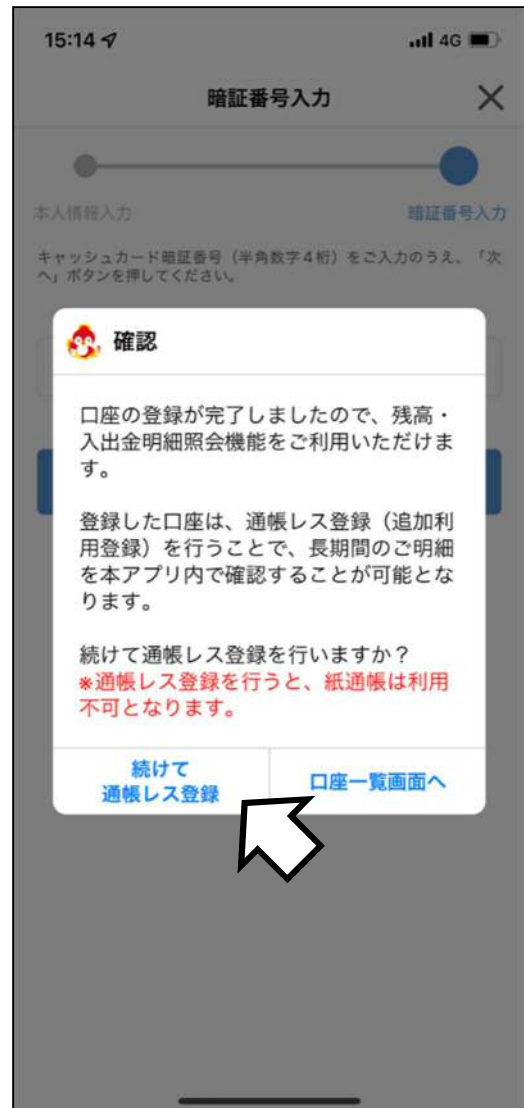 15:14
4G
暗証番号入力
本人情報入力
暗証番号入力
キャッシュカード暗証番号（半角数字4桁）をご入力のうえ、「次
へ」ボタンを押してください。
確認
口座の登録が完了しましたので、残高・
入出金明細照会機能をご利用いただけま
す。
登録した口座は、通帳レス登録（追加利
用登録）を行うことで、長期間のご明細
を本アプリ内で確認することが可能とな
ります。
続けて通帳レス登録を行いますか？
※通帳レス登録を行うと、紙通帳は利用
不可となります。
続けて
通帳レス登録
口座一覧画面へ